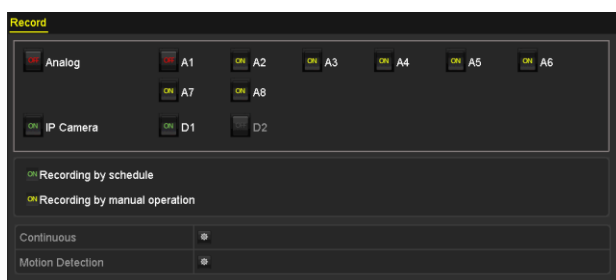 Record
OFF Analog OFF A1 ON A2 ON A3 ON A4 ON A5 ON A6
ON A7 ON A8
ON IP Camera ON D1 OFF D2
ON Recording by schedule
ON Recording by manual operation
Continuous
Motion Detection